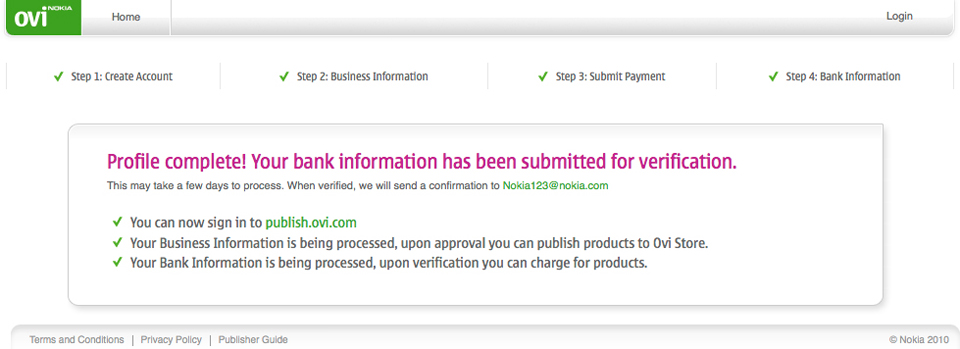 ovi NOKIA Home Login
Step 1: Create Account Step 2: Business Information Step 3: Submit Payment Step 4: Bank Information
Profile complete! Your bank information has been submitted for verification.
This may take a few days to process. When verified, we will send a confirmation to Nokia123@nokia.com
You can now sign in to publish.ovi.com
Your Business Information is being processed, upon approval you can publish products to Ovi Store.
Your Bank Information is being processed, upon verification you can charge for products.
Terms and Conditions | Privacy Policy | Publisher Guide © Nokia 2010